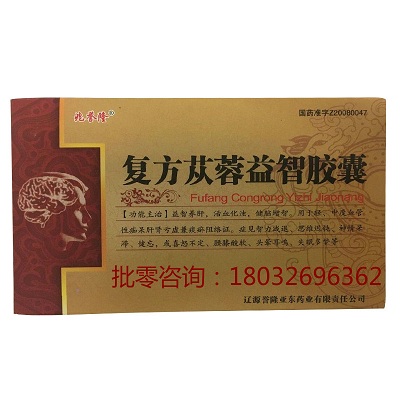 兆誉隆®
国药准字Z20080047
复方苁蓉益智胶囊
Fufang Congrong Yizhi Jiaonang
【功能主治】益智养肝，活血化浊，健脑增智。用于轻、中度血管
性痴呆肝肾亏虚兼痰瘀阻络证。症见智力减退、思维迟钝、神情呆
滞、健忘，或喜怒不定、腰膝酸软、头晕耳鸣、失眠多梦等。
批零咨询：18032696362
辽源誉隆亚东药业有限责任公司